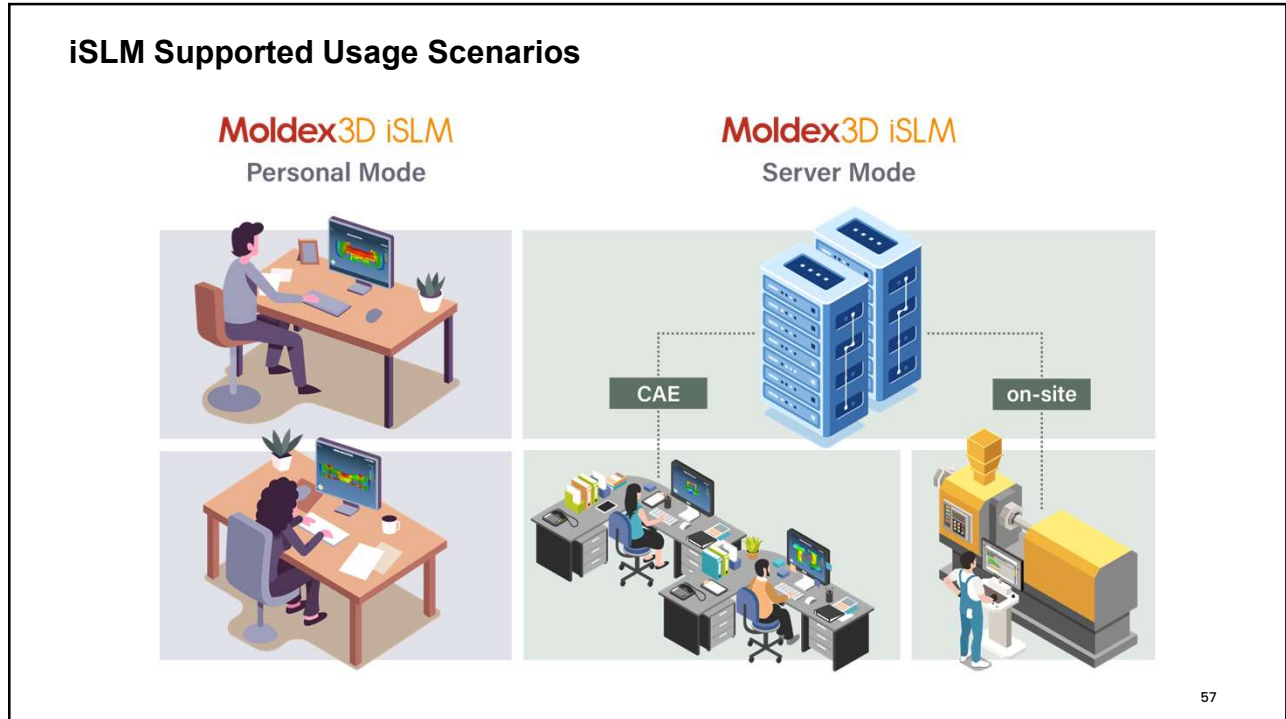 iSLM Supported Usage Scenarios
Moldex3D iSLM
Personal Mode
Moldex3D iSLM
Server Mode
CAE
on-site
57